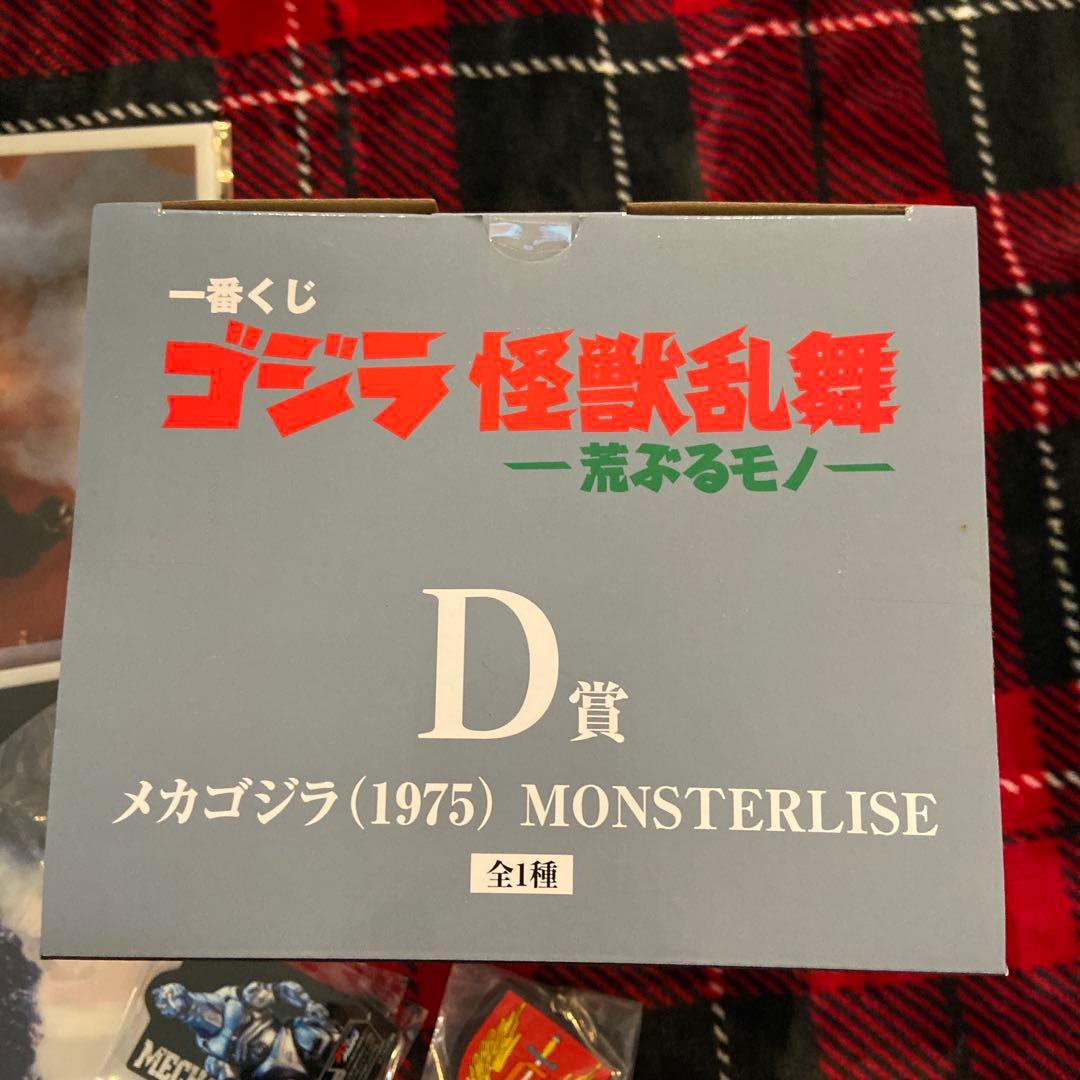 一番くじ
ゴジラ 怪獣乱舞
―荒ぶるモノ―
D賞
メカゴジラ(1975) MONSTERLISE
全1種
MECH